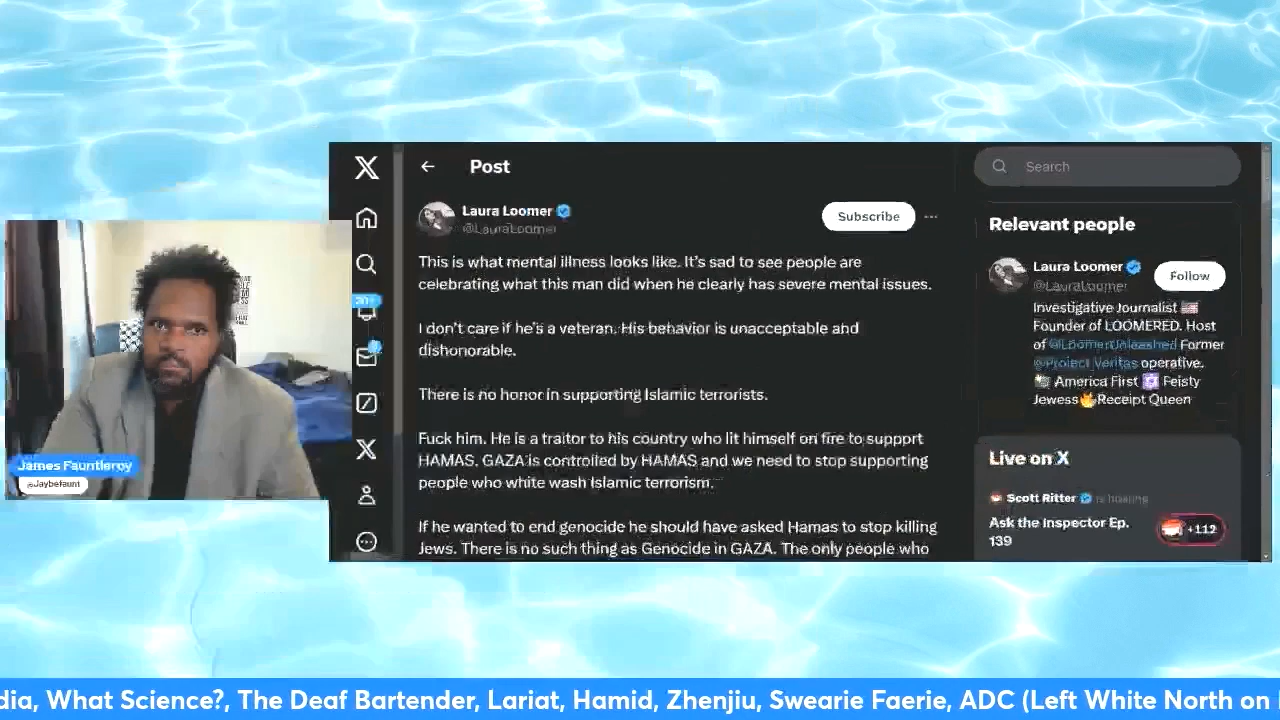 Post
Search
Laura Loomer
@LauraLoomer
Subscribe
This is what mental illness looks like. It's sad to see people are
celebrating what this man did when he clearly has severe mental issues.
I don't care if he's a veteran. His behavior is unacceptable and
dishonorable.
There is no honor in supporting Islamic terrorists.
Fuck him. He is a traitor to his country who lit himself on fire to support
HAMAS. GAZA is controlled by HAMAS and we need to stop supporting
people who white wash Islamic terrorism.
If he wanted to end genocide he should have asked Hamas to stop killing
Jews. There is no such thing as Genocide in GAZA. The only people who
Relevant people
Laura Loomer
@LauraLoomer
Follow
Investigative Journalist
Founder of LOOMERED. Host
of @LoomerUnleashed Former
@Project_Veritas operative.
America First Feisty
Jewess Receipt Queen
Live on X
Scott Ritter is hosting
Ask the Inspector Ep.
139
+112
20+
James Fauntleroy
@Jaybefaunt
dia, What Science?, The Deaf Bartender, Lariat, Hamid, Zhenjiu, Swearie Faerie, ADC (Left White North on